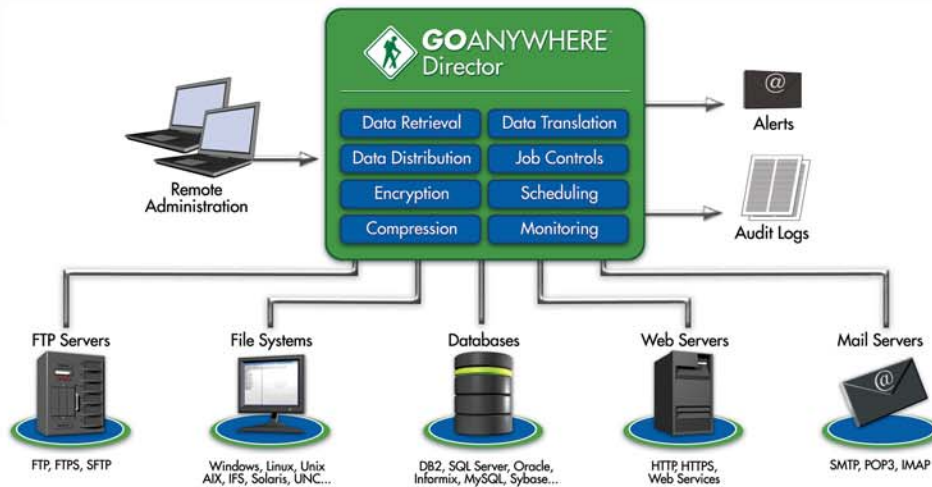 GOANYWHERE
Director
Data Retrieval
Data Translation
Data Distribution
Job Controls
Encryption
Scheduling
Compression
Monitoring
Remote
Administration
@
Alerts
Audit Logs
FTP Servers
File Systems
Databases
Web Servers
Mail Servers
@
FTP, FTPS, SFTP
Windows, Linux, Unix
AIX, IFS, Solaris, UNC...
DB2, SQL Server, Oracle,
Informix, MySQL, Sybase...
HTTP, HTTPS,
Web Services
SMTP, POP3, IMAP